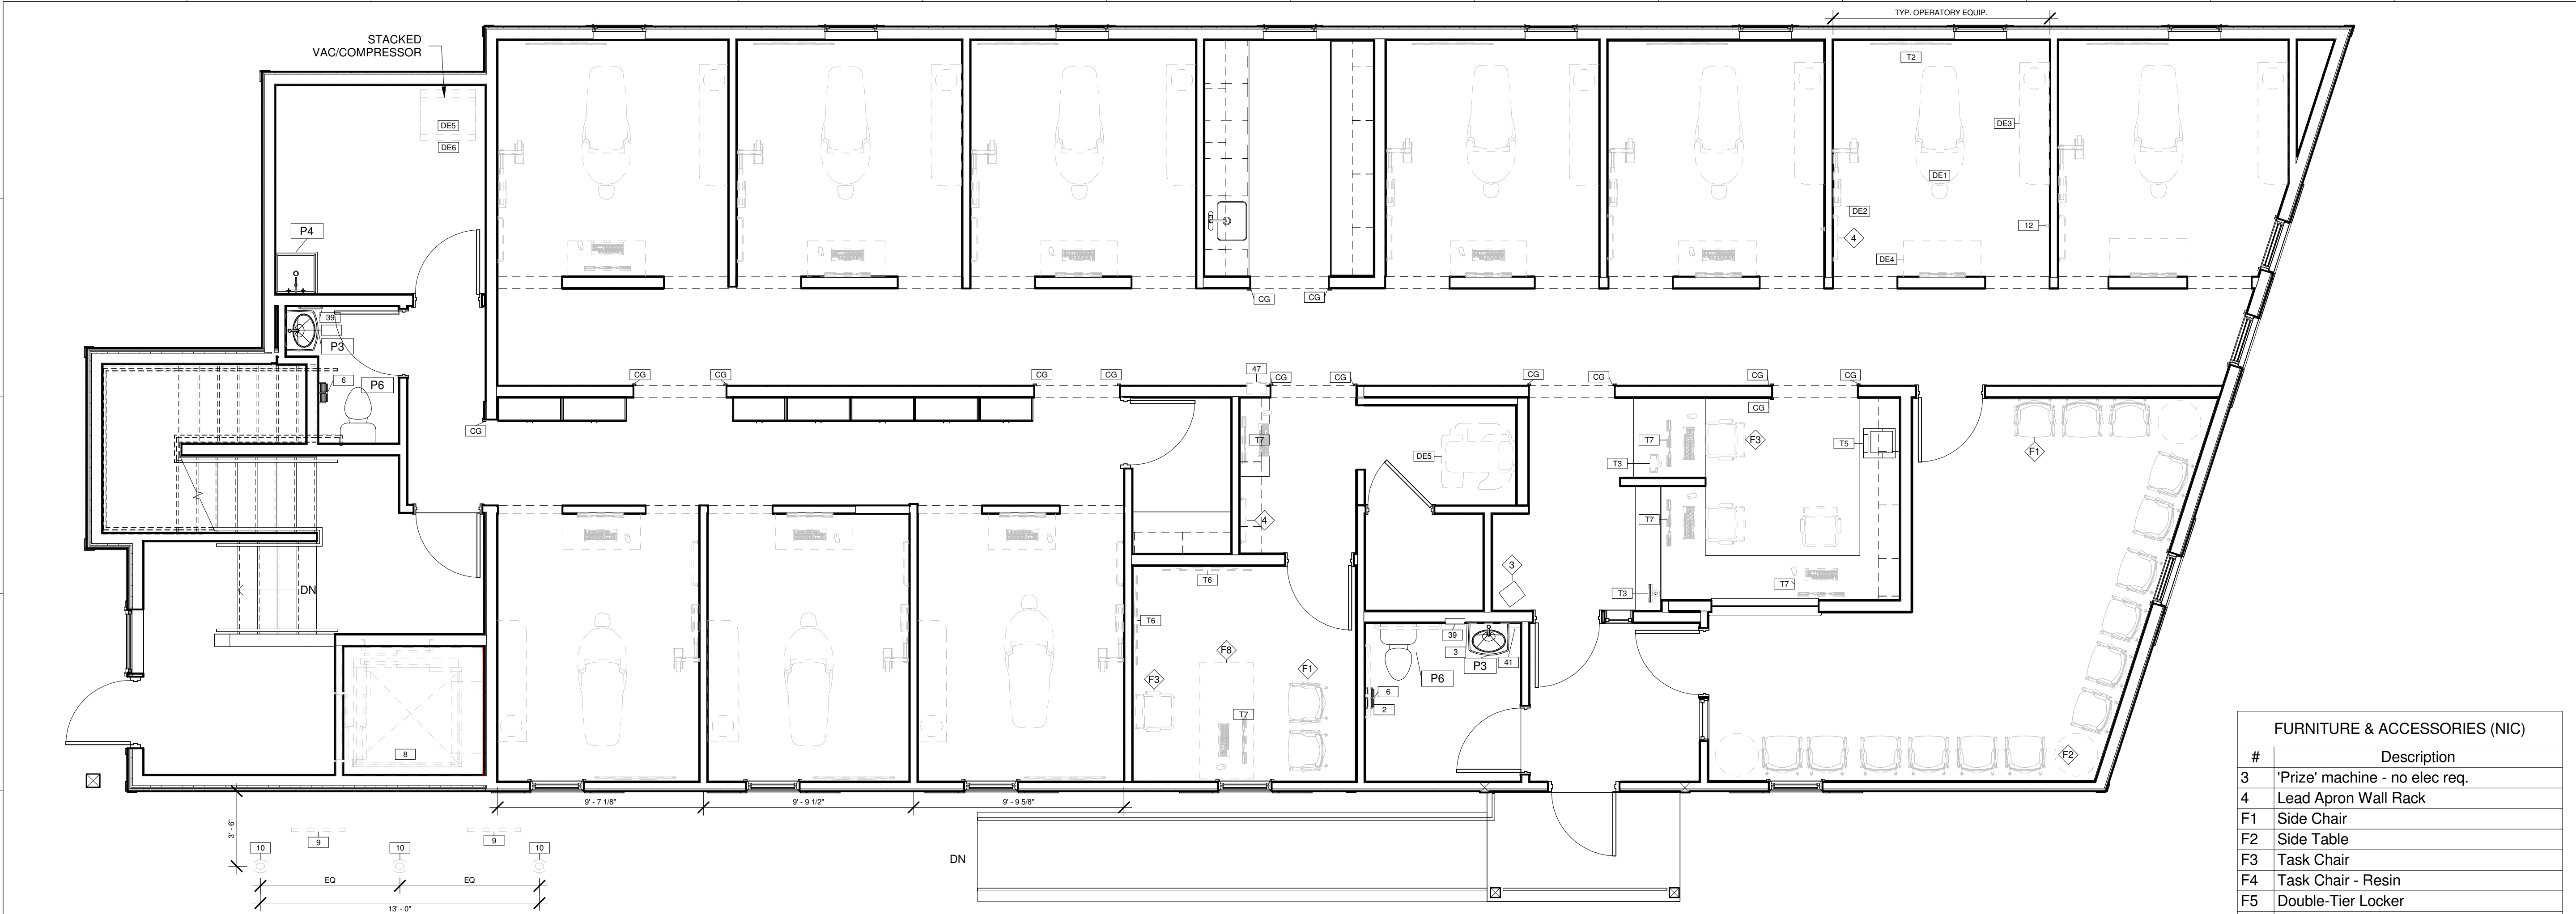 TYP. OPERATORY EQUIP.
STACKED
VAC/COMPRESSOR
T2
DE5
DE3
DE6
DE1
DE2
P4
12
4
DE4
CG
CG
39
P3
47
CG
CG
CG
CG
CG
CG
CG
CG
CG
CG
6
P6
CG
CG
T7
T7
F3
T5
F1
DE5
T3
4
T7
3
T6
T7
DN
T3
T6
39
41
F8
3
P3
F1
P6
F3
6
2
T7
8
F2
FURNITURE & ACCESSORIES (NIC)
# Description
3 'Prize' machine - no elec req.
4 Lead Apron Wall Rack
F1 Side Chair
F2 Side Table
F3 Task Chair
F4 Task Chair - Resin
F5 Double-Tier Locker
9' - 7 1/8"
9' - 9 1/2"
9' - 9 5/8"
3' - 6"
9
9
10
10
10
DN
EQ
EQ
13' - 0"